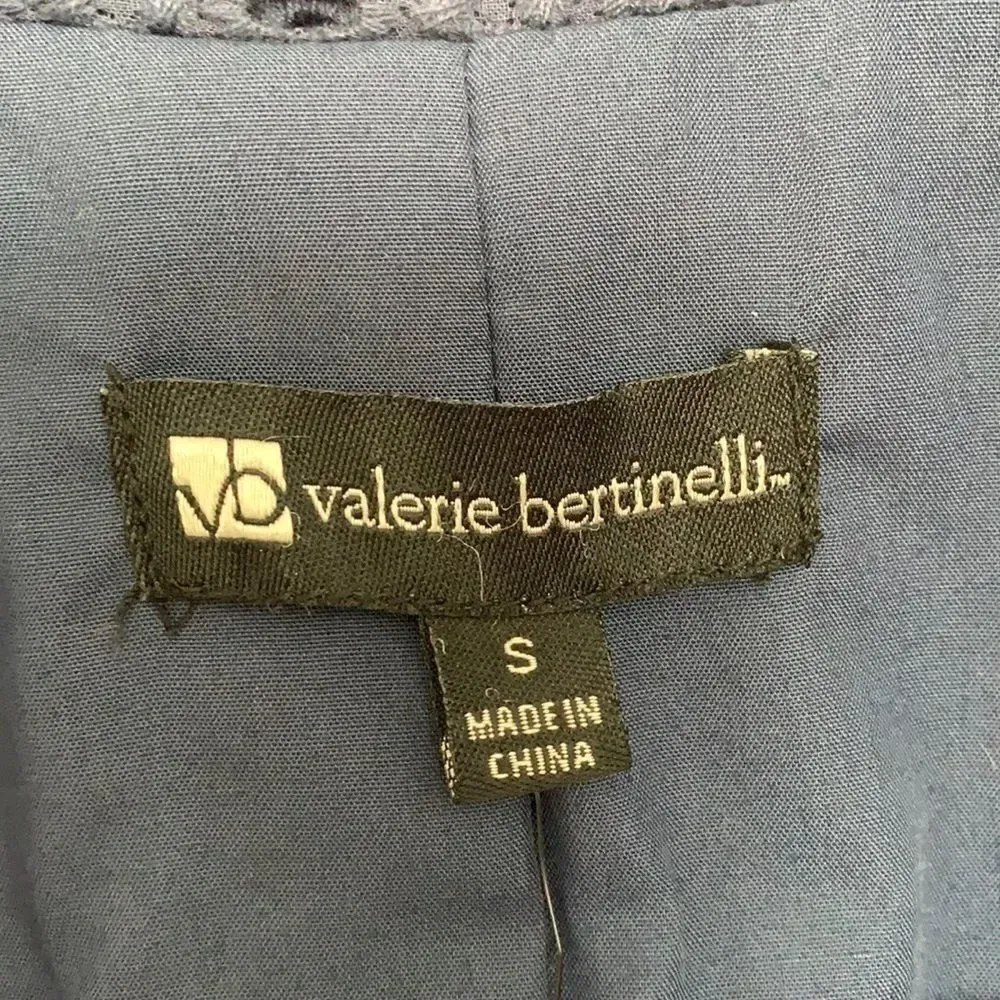 vb valerie bertinelli™
S
MADE IN
CHINA